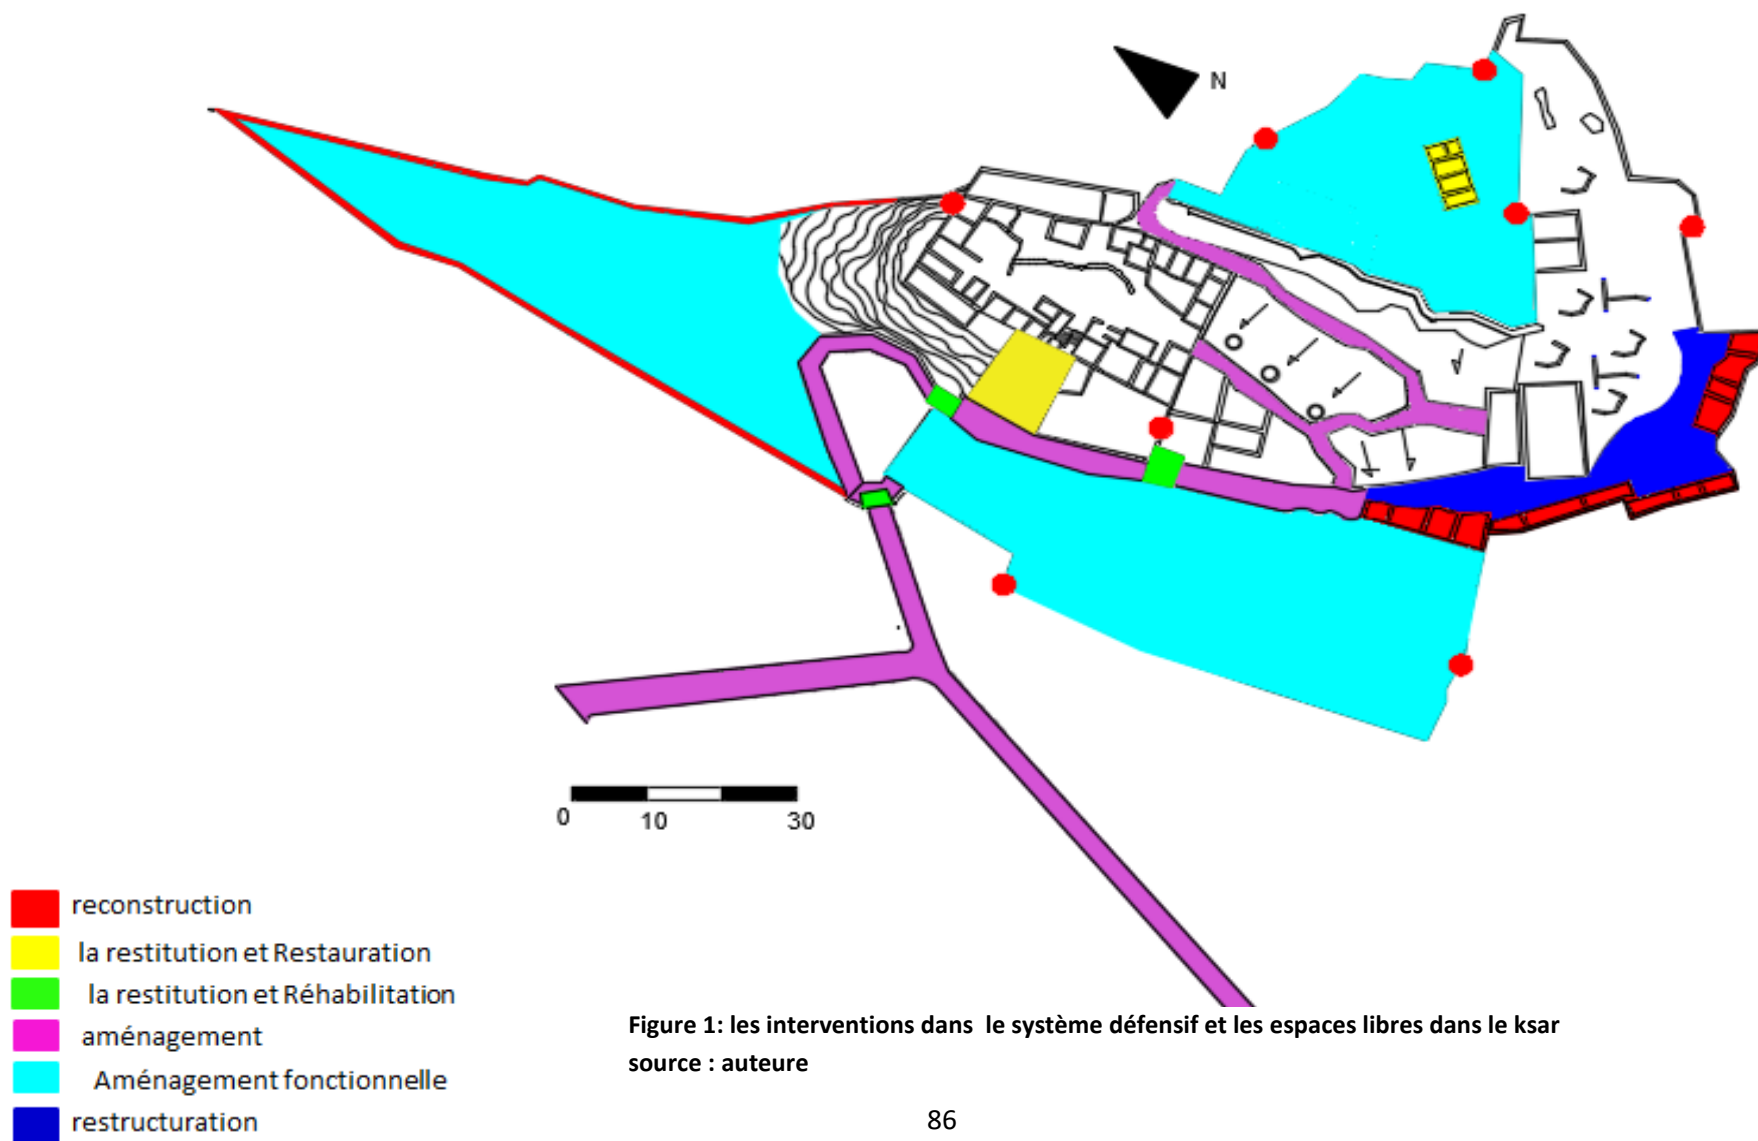 N
0 10 30
reconstruction
la restitution et Restauration
la restitution et Réhabilitation
aménagement
Aménagement fonctionnelle
restructuration
Figure 1: les interventions dans le système défensif et les espaces libres dans le ksar
source : auteure
86